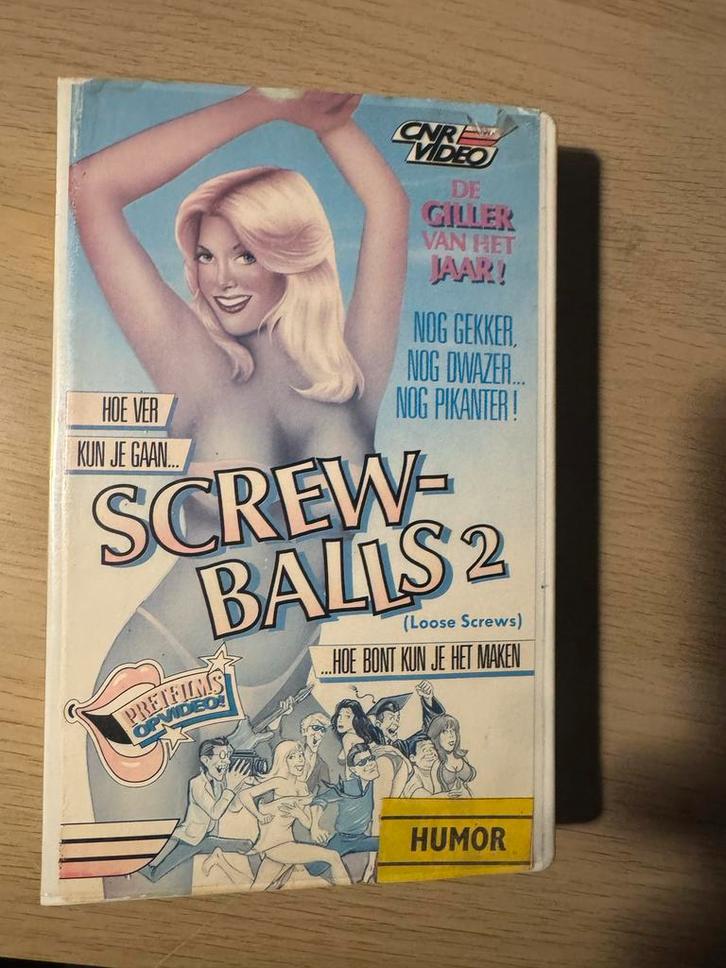 CNR
VIDEO
DE
GILLER
VAN HET
JAAR!
NOG GEKKER,
NOG DWAZER...
NOG PIKANTER!
HOE VER
KUN JE GAAN...
SCREW-
BALLS 2
(Loose Screws)
...HOE BONT KUN JE HET MAKEN
PRETFILMS
OP VIDEO!
HUMOR